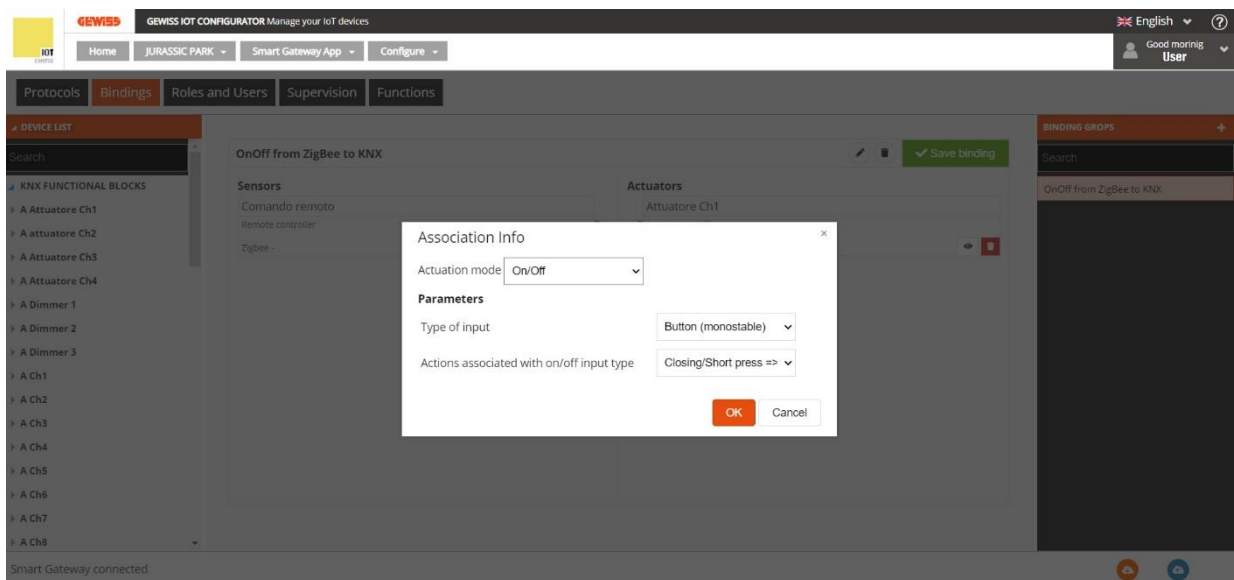 GEWISS
GEWISS IOT CONFIGURATOR Manage your IoT devices
English
?
IOT
Home
JURASSIC PARK
Smart Gateway App
Configure
Good morinig
User
Protocols
Bindings
Roles and Users
Supervision
Functions
DEVICE LIST
BINDING GROPS
+
Search
OnOff from ZigBee to KNX
Save binding
Search
KNX FUNCTIONAL BLOCKS
Sensors
Actuators
OnOff from ZigBee to KNX
A Attuatore Ch1
Comando remoto
Attuatore Ch1
Remote controller
A attuatore Ch2
Zigbee -
A Attuatore Ch3
A Attuatore Ch4
A Dimmer 1
A Dimmer 2
A Dimmer 3
A Ch1
A Ch2
A Ch3
A Ch4
A Ch5
A Ch6
A Ch7
A Ch8
Association Info
×
Actuation mode On/Off
Parameters
Type of input Button (monostable)
Actions associated with on/off input type Closing/Short press =>
OK Cancel
Smart Gateway connected